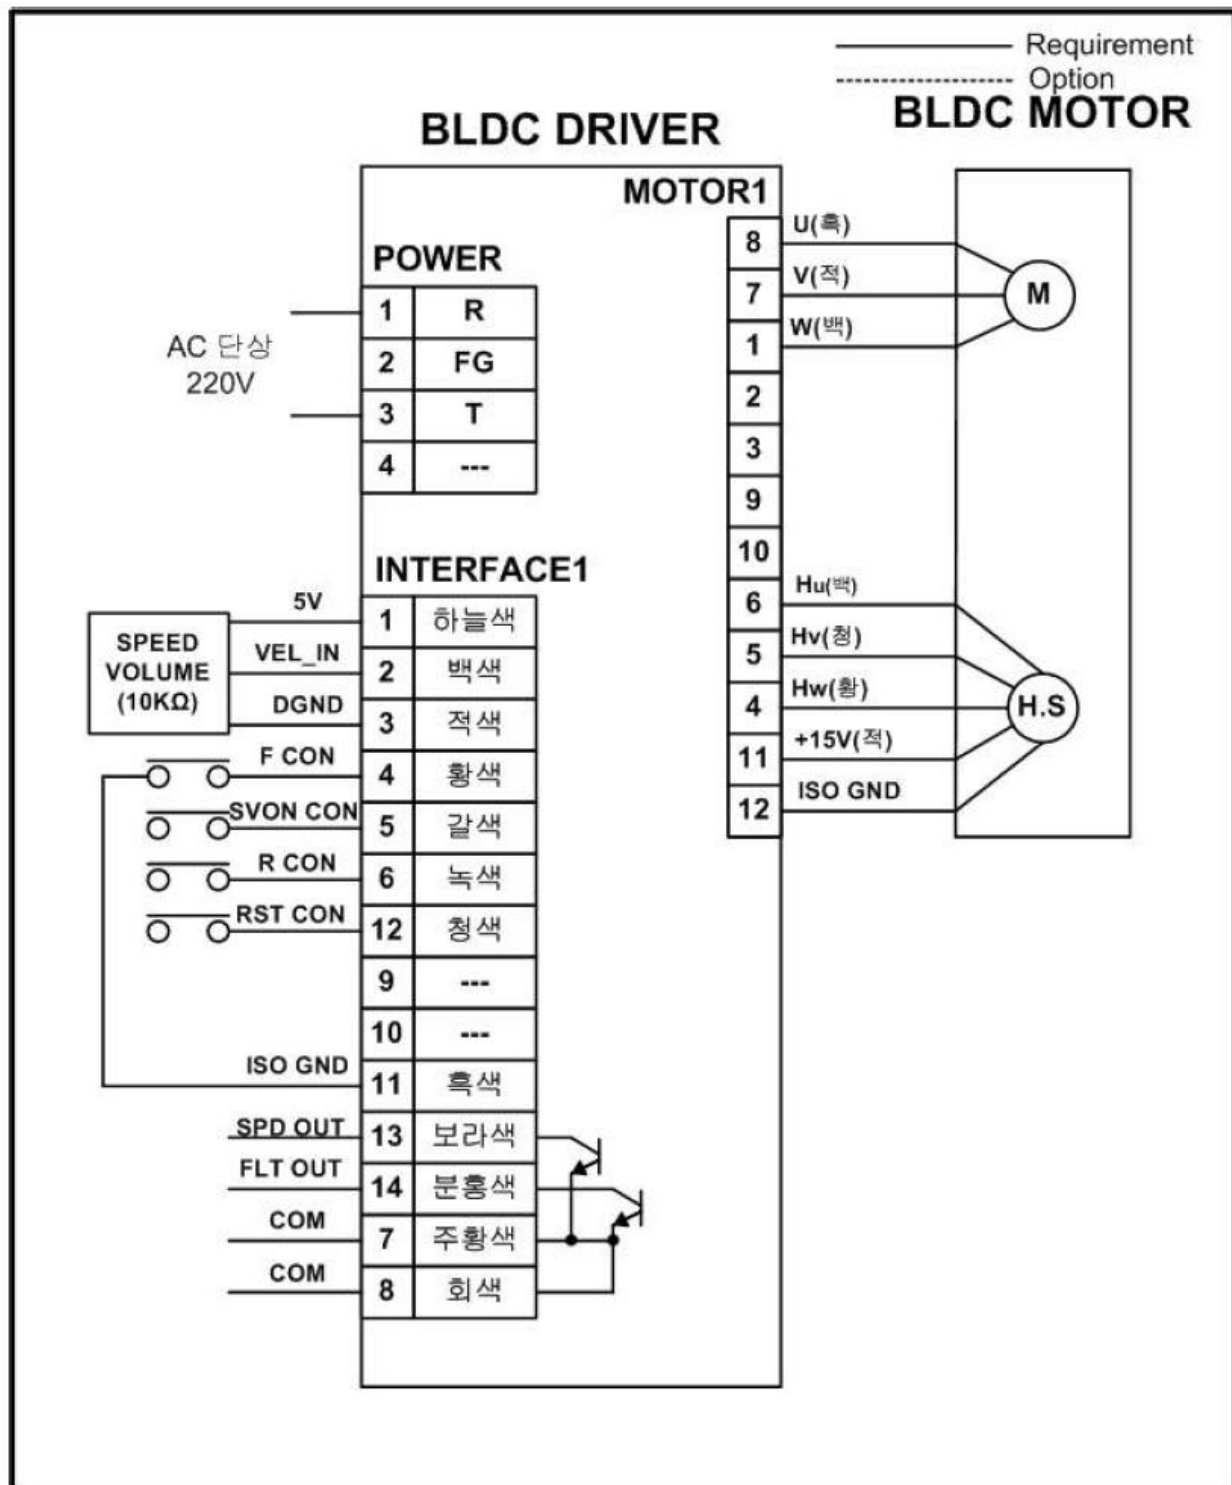 Requirement
Option
BLDC MOTOR
BLDC DRIVER
MOTOR1
8 U(흑)
7 V(적)
1 W(백)
2
3
9
10
6 Hu(백)
5 Hv(청)
4 Hw(황)
11 +15V(적)
12 ISO GND
M
H.S
POWER
AC 단상
220V
1 R
2 FG
3 T
4 ---
INTERFACE1
SPEED
VOLUME
(10KΩ)
5V 1 하늘색
VEL_IN 2 백색
DGND 3 적색
F CON 4 황색
SVON CON 5 갈색
R CON 6 녹색
RST CON 12 청색
9 ---
10 ---
ISO GND 11 흑색
SPD OUT 13 보라색
FLT OUT 14 분홍색
COM 7 주황색
COM 8 회색